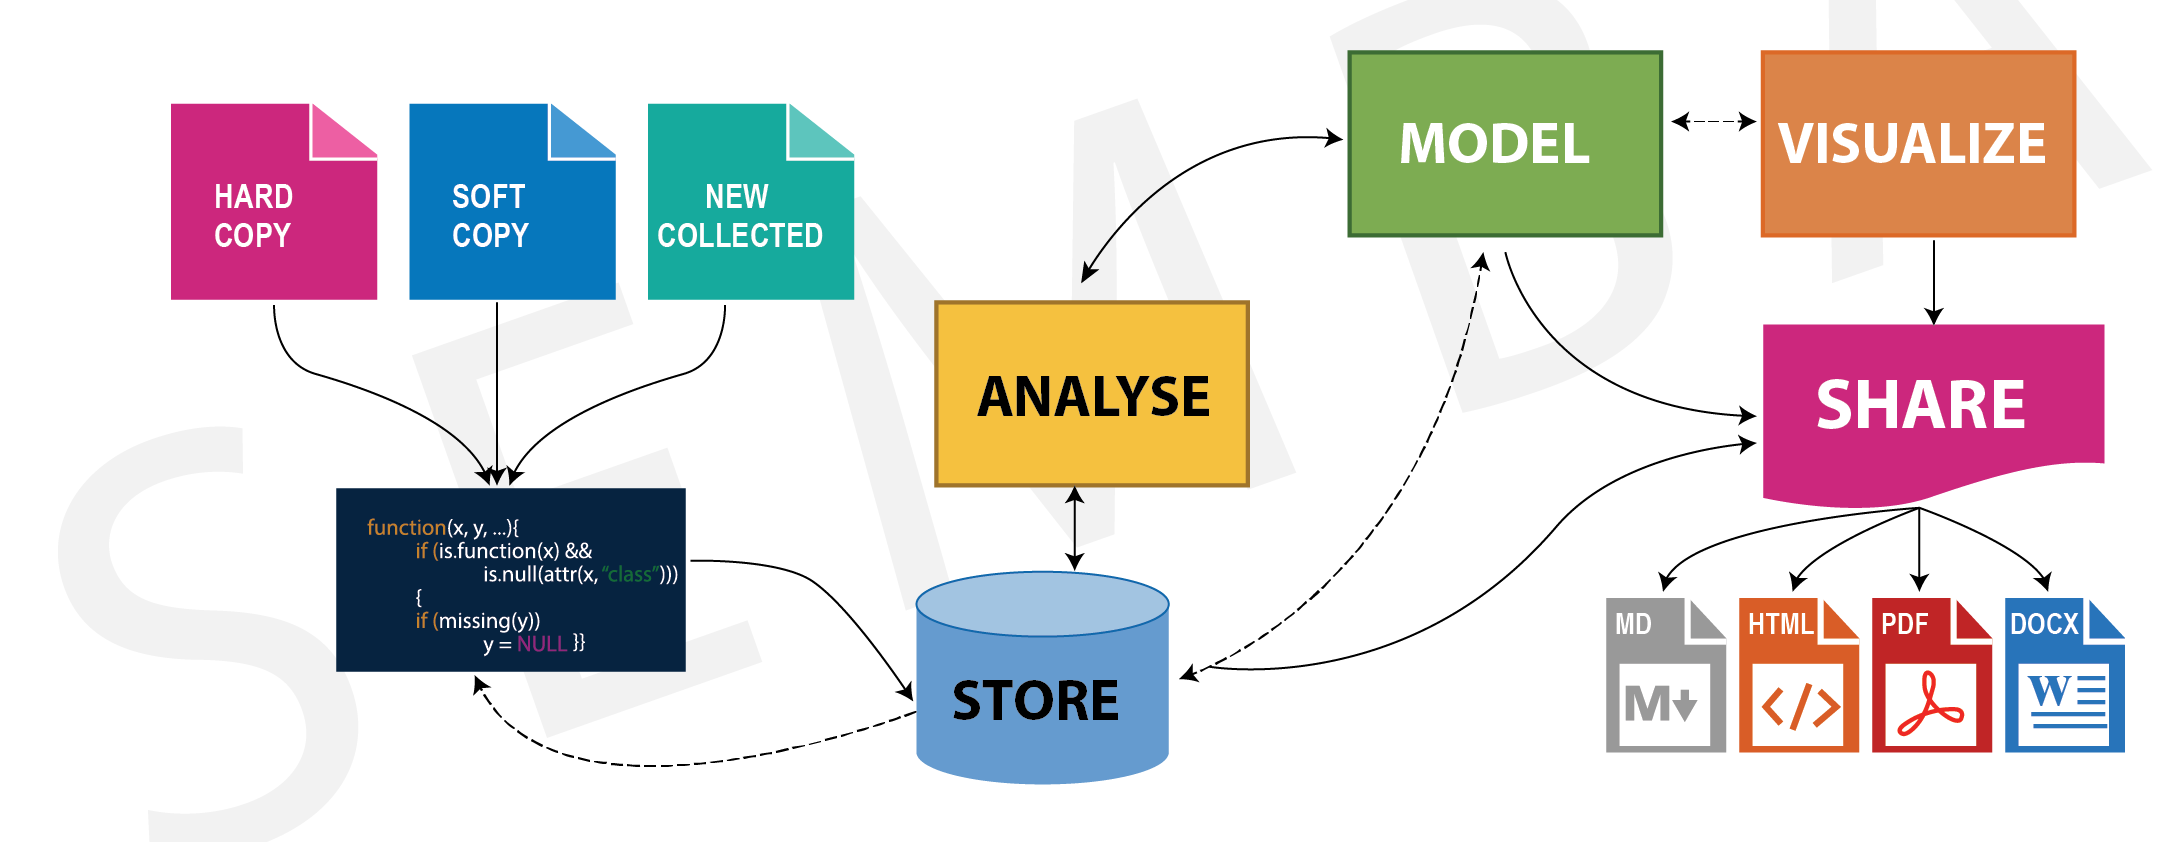 HARD
COPY
SOFT
COPY
NEW
COLLECTED
MODEL
VISUALIZE
ANALYSE
SHARE
function(x, y, ...){
if (is.function(x) &&
is.null(attr(x, “class”)))
{
if (missing(y))
y = NULL }}
STORE
MD
HTML
PDF
DOCX
M
</>
W